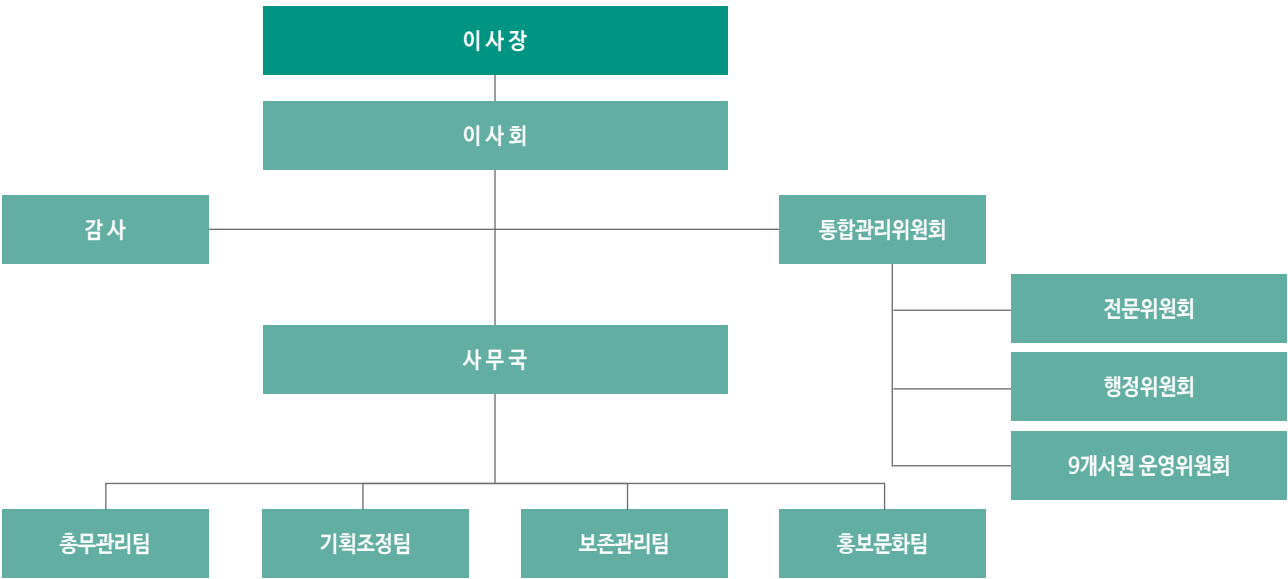 이 사 장
이 사 회
감 사
통합관리위원회
전문위원회
사 무 국
행정위원회
9개서원 운영위원회
총무관리팀
기획조정팀
보존관리팀
홍보문화팀